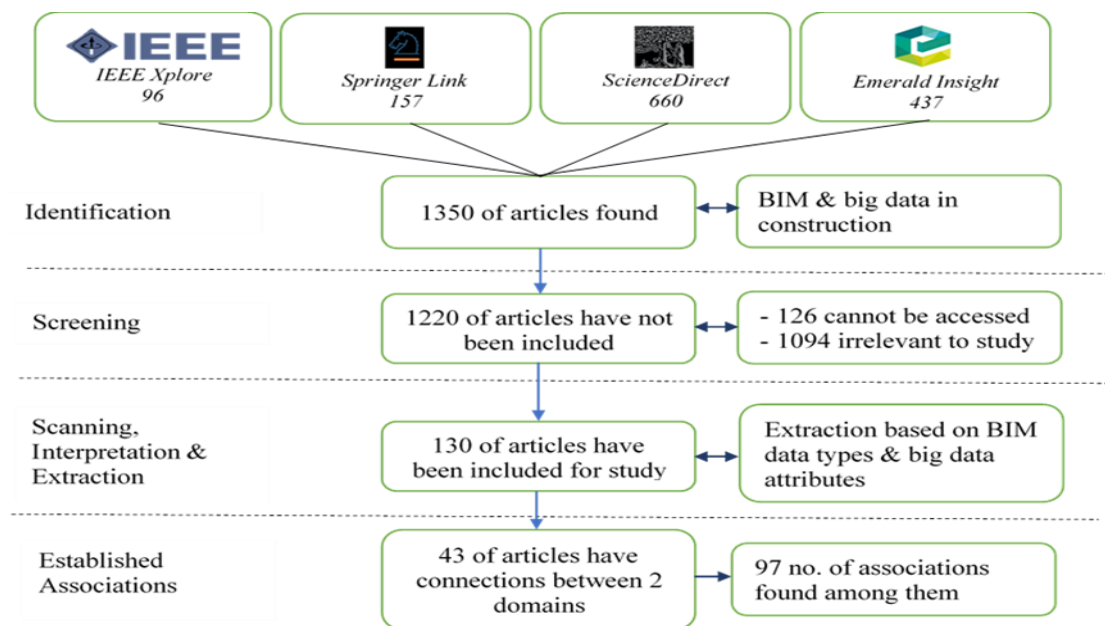 IEEE
IEEE Xplore
96
Springer Link
157
ScienceDirect
660
Emerald Insight
437
Identification
1350 of articles found
BIM & big data in
construction
Screening
1220 of articles have not
been included
- 126 cannot be accessed
- 1094 irrelevant to study
Scanning,
Interpretation &
Extraction
130 of articles have
been included for study
Extraction based on BIM
data types & big data
attributes
Established
Associations
43 of articles have
connections between 2
domains
97 no. of associations
found among them